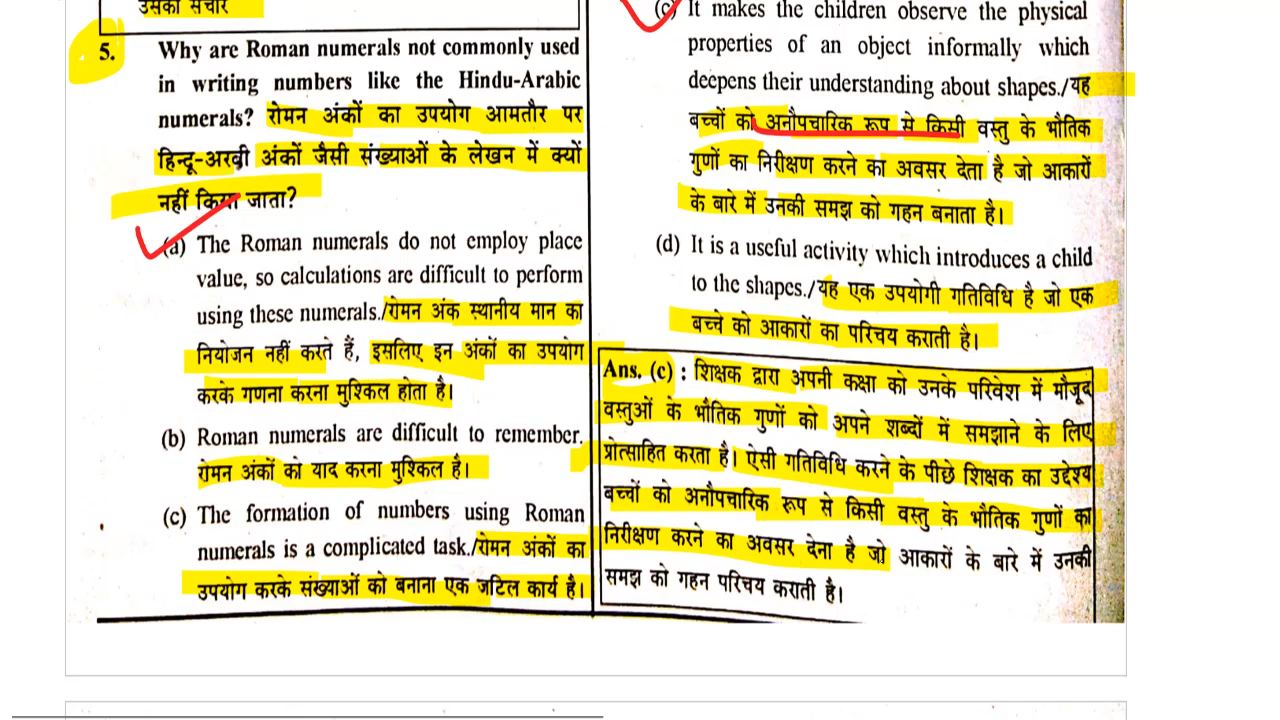 उसका संचार
5. Why are Roman numerals not commonly used
in writing numbers like the Hindu-Arabic
numerals? रोमन अंकों का उपयोग आमतौर पर
हिन्दू-अरबी अंकों जैसी संख्याओं के लेखन में क्यों
नहीं किया जाता?
(a) The Roman numerals do not employ place
value, so calculations are difficult to perform
using these numerals./रोमन अंक स्थानीय मान का
नियोजन नहीं करते हैं, इसलिए इन अंकों का उपयोग
करके गणना करना मुश्किल होता है।
(b) Roman numerals are difficult to remember.
रोमन अंकों को याद करना मुश्किल है।
(c) The formation of numbers using Roman
numerals is a complicated task./रोमन अंकों का
उपयोग करके संख्याओं को बनाना एक जटिल कार्य है।
(c) It makes the children observe the physical
properties of an object informally which
deepens their understanding about shapes./यह
बच्चों को अनौपचारिक रूप से किसी वस्तु के भौतिक
गुणों का निरीक्षण करने का अवसर देता है जो आकारों
के बारे में उनकी समझ को गहन बनाता है।
(d) It is a useful activity which introduces a child
to the shapes./यह एक उपयोगी गतिविधि है जो एक
बच्चे को आकारों का परिचय कराती है।
Ans. (c) : शिक्षक द्वारा अपनी कक्षा को उनके परिवेश में मौजूद
वस्तुओं के भौतिक गुणों को अपने शब्दों में समझाने के लिए
प्रोत्साहित करता है। ऐसी गतिविधि करने के पीछे शिक्षक का उद्देश्य
बच्चों को अनौपचारिक रूप से किसी वस्तु के भौतिक गुणों का
निरीक्षण करने का अवसर देना है जो आकारों के बारे में उनकी
समझ को गहन परिचय कराती है।